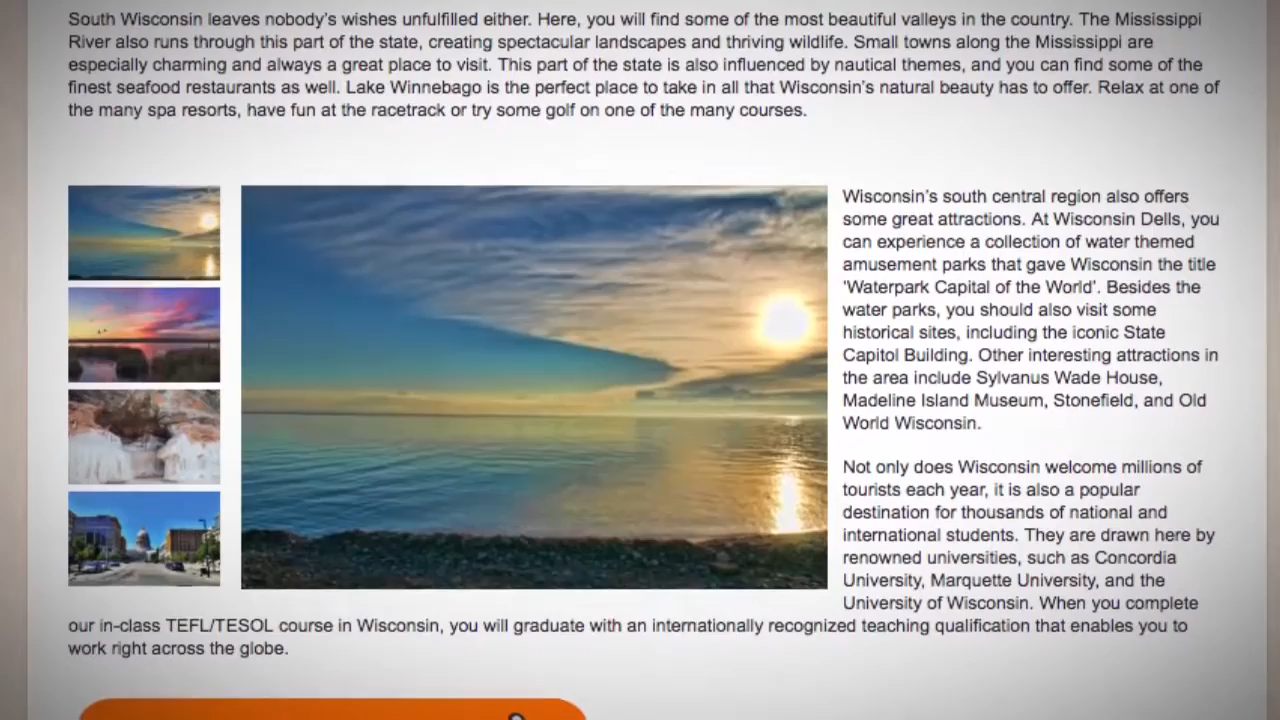 South Wisconsin leaves nobody's wishes unfulfilled either. Here, you will find some of the most beautiful valleys in the country. The Mississippi
River also runs through this part of the state, creating spectacular landscapes and thriving wildlife. Small towns along the Mississippi are
especially charming and always a great place to visit. This part of the state is also influenced by nautical themes, and you can find some of the
finest seafood restaurants as well. Lake Winnebago is the perfect place to take in all that Wisconsin's natural beauty has to offer. Relax at one of
the many spa resorts, have fun at the racetrack or try some golf on one of the many courses.
Wisconsin's south central region also offers
some great attractions. At Wisconsin Dells, you
can experience a collection of water themed
amusement parks that gave Wisconsin the title
'Waterpark Capital of the World'. Besides the
water parks, you should also visit some
historical sites, including the iconic State
Capitol Building. Other interesting attractions in
the area include Sylvanus Wade House,
Madeline Island Museum, Stonefield, and Old
World Wisconsin.
Not only does Wisconsin welcome millions of
tourists each year, it is also a popular
destination for thousands of national and
international students. They are drawn here by
renowned universities, such as Concordia
University, Marquette University, and the
University of Wisconsin. When you complete
our in-class TEFL/TESOL course in Wisconsin, you will graduate with an internationally recognized teaching qualification that enables you to
work right across the globe.